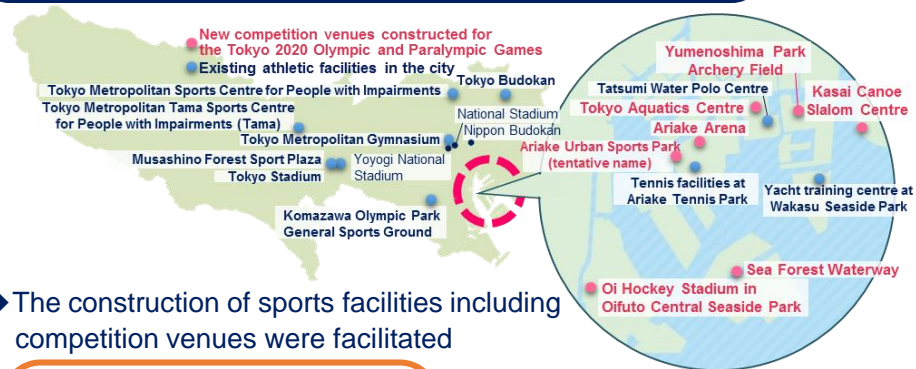 New competition venues constructed for
the Tokyo 2020 Olympic and Paralympic Games
Existing athletic facilities in the city
Tokyo Metropolitan Sports Centre for People with Impairments
Tokyo Budokan
Tokyo Metropolitan Tama Sports Centre
for People with Impairments (Tama)
National Stadium
Nippon Budokan
Tokyo Metropolitan Gymnasium
Musashino Forest Sport Plaza
Tokyo Stadium
Yoyogi National
Stadium
Komazawa Olympic Park
General Sports Ground
Yumenoshima Park
Archery Field
Tatsumi Water Polo Centre
Kasai Canoe
Slalom Centre
Tokyo Aquatics Centre
Ariake Arena
Ariake Urban Sports Park
(tentative name)
Tennis facilities at
Ariake Tennis Park
Yacht training centre at
Wakasu Seaside Park
Sea Forest Waterway
Oi Hockey Stadium in
Oifuto Central Seaside Park
The construction of sports facilities including
competition venues were facilitated